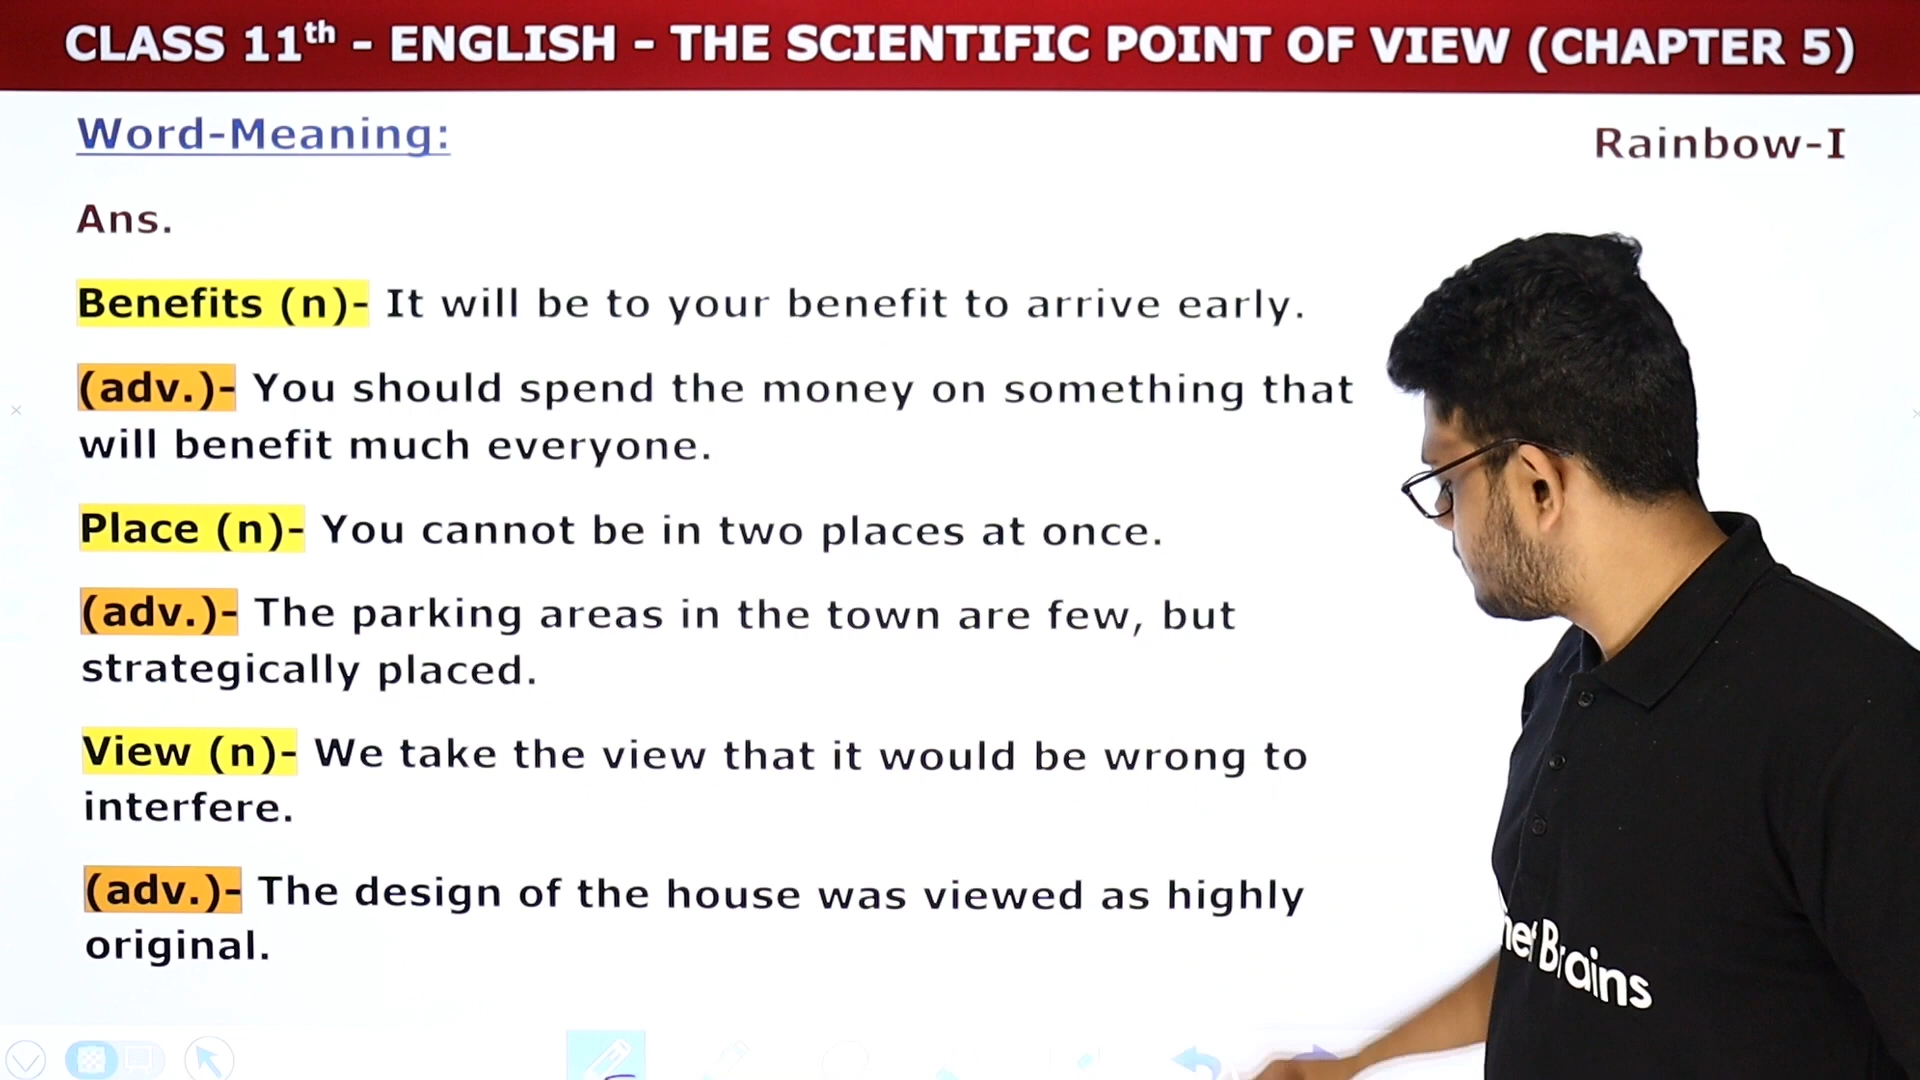 CLASS 11th - ENGLISH - THE SCIENTIFIC POINT OF VIEW (CHAPTER 5)
Word-Meaning:
Rainbow-I
Ans.
Benefits (n)- It will be to your benefit to arrive early.
(adv.)- You should spend the money on something that
will benefit much everyone.
Place (n)- You cannot be in two places at once.
(adv.)- The parking areas in the town are few, but
strategically placed.
View (n)- We take the view that it would be wrong to
interfere.
(adv.)- The design of the house was viewed as highly
original.
Brains